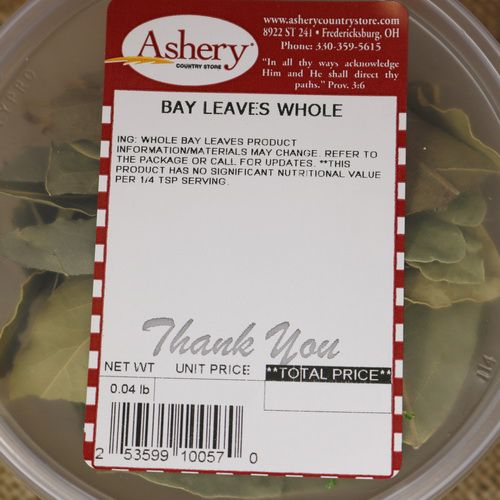 Ashery
COUNTRY STORE
www.asherycountrystore.com
8922 ST 241 • Fredericksburg, OH
Phone: 330-359-5615
"In all thy ways acknowledge
Him and He shall direct thy
paths." Prov. 3:6
BAY LEAVES WHOLE
ING: WHOLE BAY LEAVES PRODUCT
INFORMATION/MATERIALS MAY CHANGE. REFER TO
THE PACKAGE OR CALL FOR UPDATES. **THIS
PRODUCT HAS NO SIGNIFICANT NUTRITIONAL VALUE
PER 1/4 TSP SERVING.
Thank You
NET WT UNIT PRICE **TOTAL PRICE**
0.04 lb
2 53599 10057 0